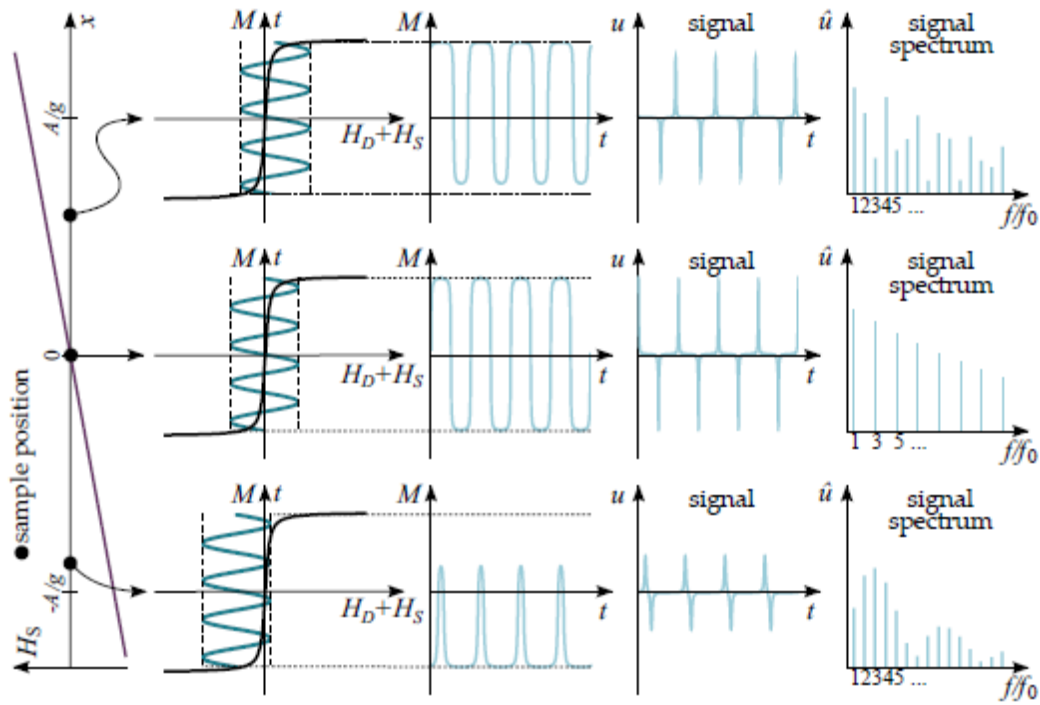 x
A/g
0
-A/g
H_S
sample position
M t
H_D+H_S
M
t
u
signal
t
û
signal
spectrum
12345 ...
f/f₀
M t
H_D+H_S
M
t
u
signal
t
û
signal
spectrum
1 3 5 ...
f/f₀
M t
H_D+H_S
M
t
u
signal
t
û
signal
spectrum
12345 ...
f/f₀